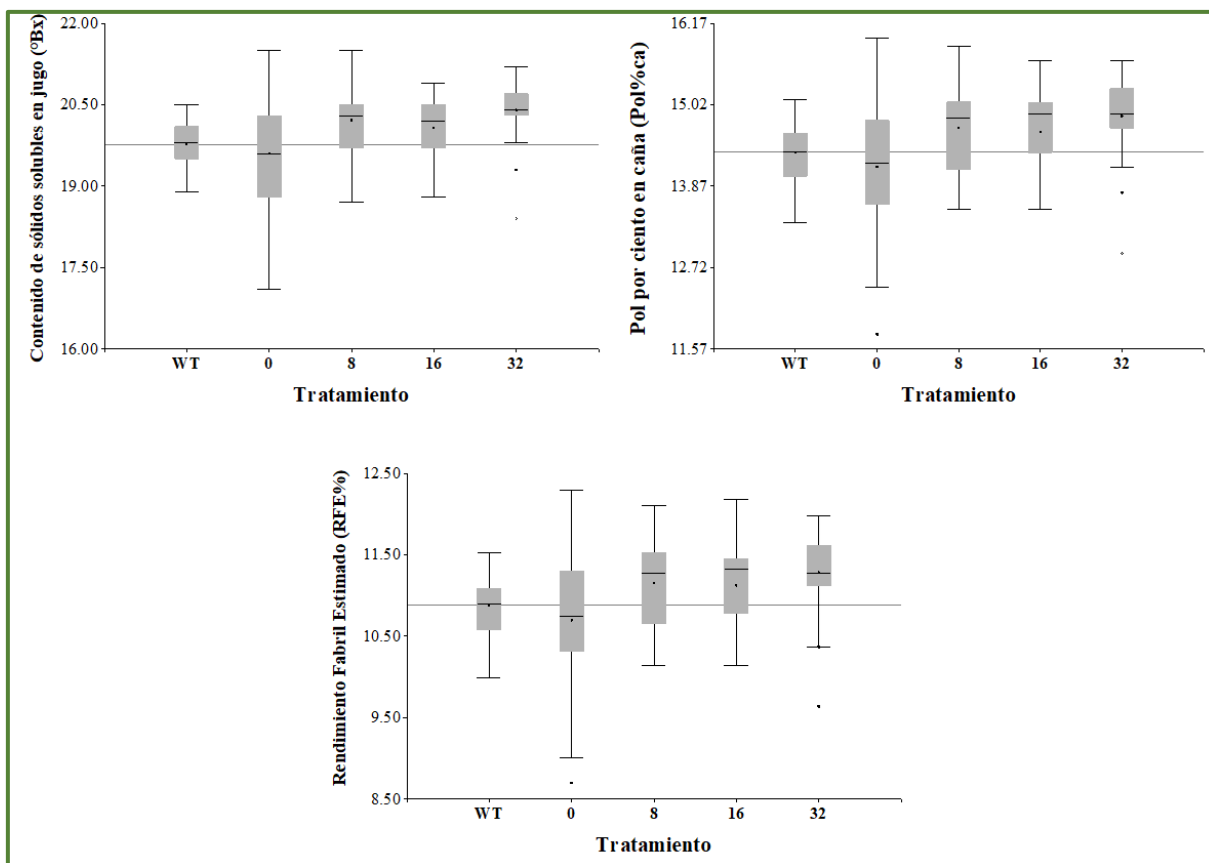 Contenido de sólidos solubles en jugo (ºBx)
22.00
20.50
19.00
17.50
16.00
WT 0 8 16 32
Tratamiento
Pol por ciento en caña (Pol%ca)
16.17
15.02
13.87
12.72
11.57
WT 0 8 16 32
Tratamiento
Rendimiento Fabril Estimado (RFE%)
12.50
11.50
10.50
9.50
8.50
WT 0 8 16 32
Tratamiento